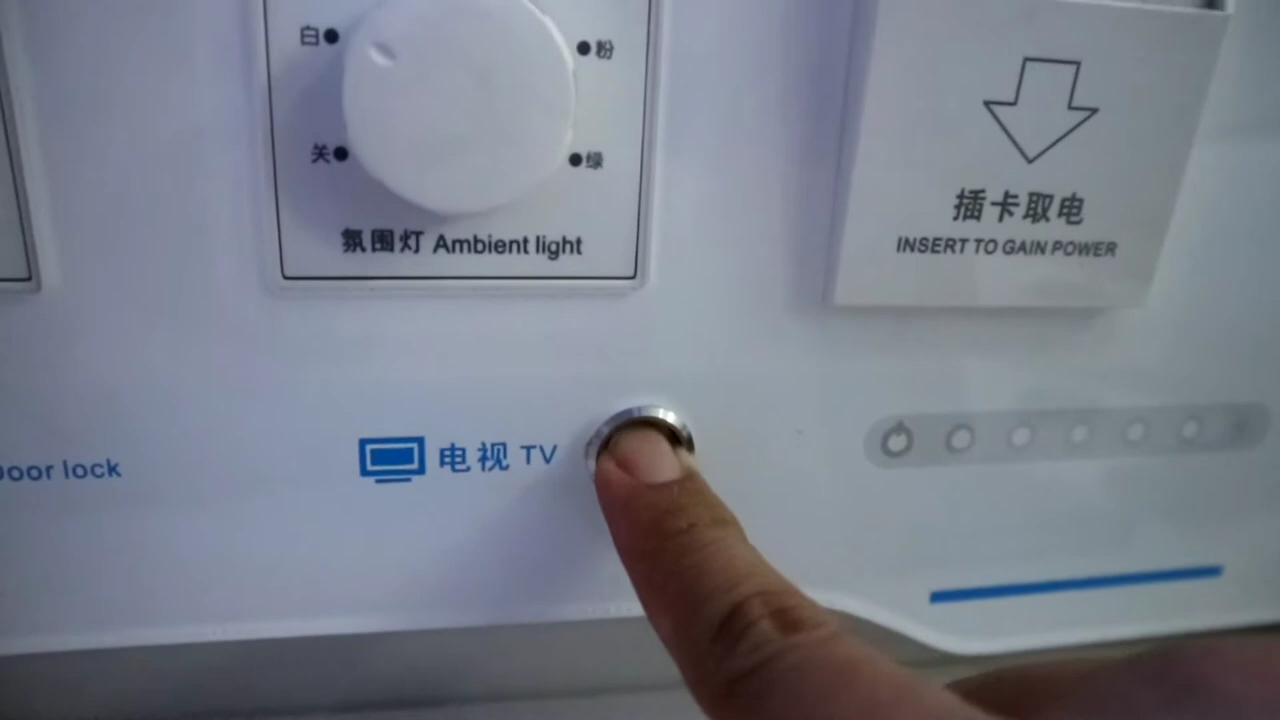 白
粉
关
绿
氛围灯 Ambient light
插卡取电
INSERT TO GAIN POWER
Door lock
电视 TV